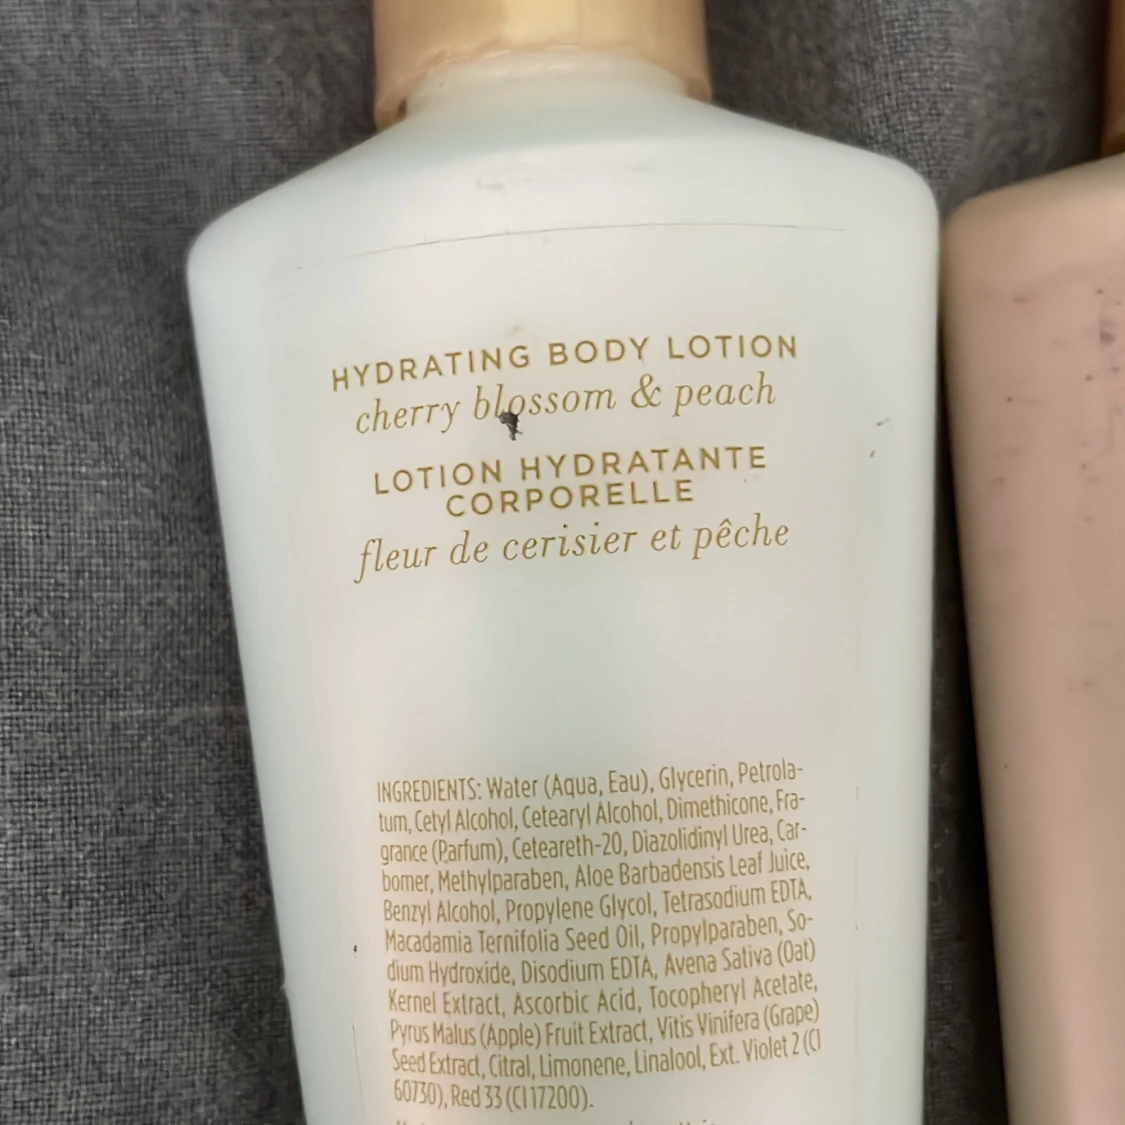 HYDRATING BODY LOTION
cherry blossom & peach
LOTION HYDRATANTE
CORPORELLE
fleur de cerisier et pêche
INGREDIENTS: Water (Aqua, Eau), Glycerin, Petrola-
tum, Cetyl Alcohol, Cetearyl Alcohol, Dimethicone, Fra-
grance (Parfum), Ceteareth-20, Diazolidinyl Urea, Car-
bomer, Methylparaben, Aloe Barbadensis Leaf Juice,
Benzyl Alcohol, Propylene Glycol, Tetrasodium EDTA,
Macadamia Ternifolia Seed Oil, Propylparaben, So-
dium Hydroxide, Disodium EDTA, Avena Sativa (Oat)
Kernel Extract, Ascorbic Acid, Tocopheryl Acetate,
Pyrus Malus (Apple) Fruit Extract, Vitis Vinifera (Grape)
Seed Extract, Citral, Limonene, Linalool, Ext. Violet 2 (CI
60730), Red 33 (CI 17200).